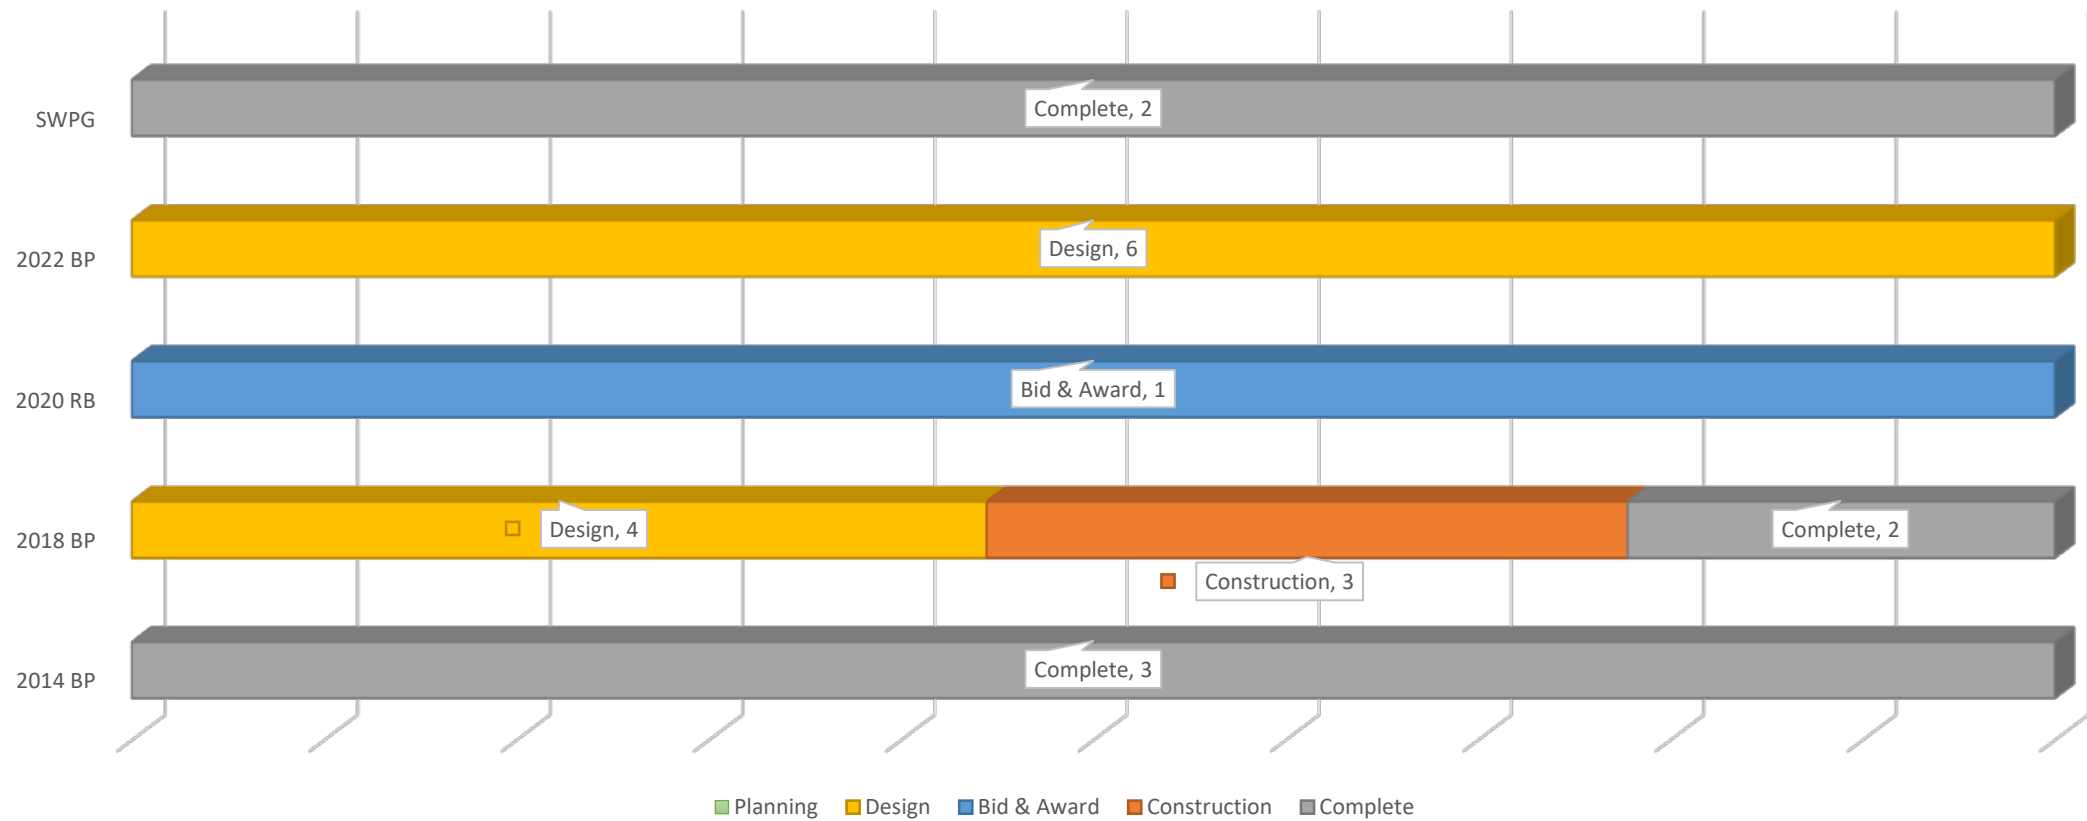 SWPG
Complete, 2
2022 BP
Design, 6
2020 RB
Bid & Award, 1
2018 BP
Design, 4
Complete, 2
Construction, 3
2014 BP
Complete, 3
Planning Design Bid & Award Construction Complete